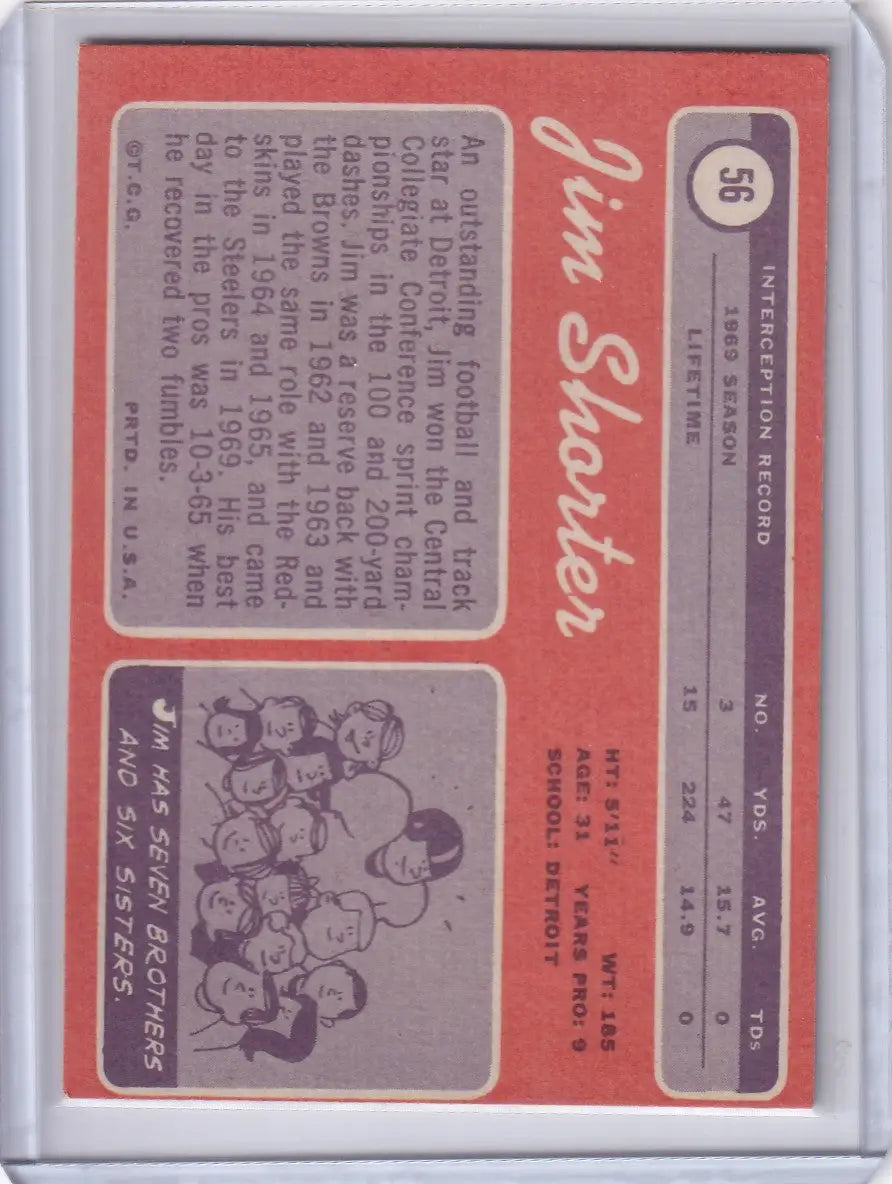 56
INTERCEPTION RECORD NO. YDS. AVG. TDs
1969 SEASON 3 47 15.7 0
LIFETIME 15 224 14.9 0
Jim Shorter
HT: 5'11" WT: 185
AGE: 31 YEARS PRO: 9
SCHOOL: DETROIT
An outstanding football and track
star at Detroit, Jim won the Central
Collegiate Conference sprint cham-
pionships in the 100 and 200-yard
dashes. Jim was a reserve back with
the Browns in 1962 and 1963 and
played the same role with the Red-
skins in 1964 and 1965, and came
to the Steelers in 1969. His best
day in the pros was 10-3-65 when
he recovered two fumbles.
©T.C.G. PRTD. IN U.S.A.
JIM HAS SEVEN BROTHERS
AND SIX SISTERS.